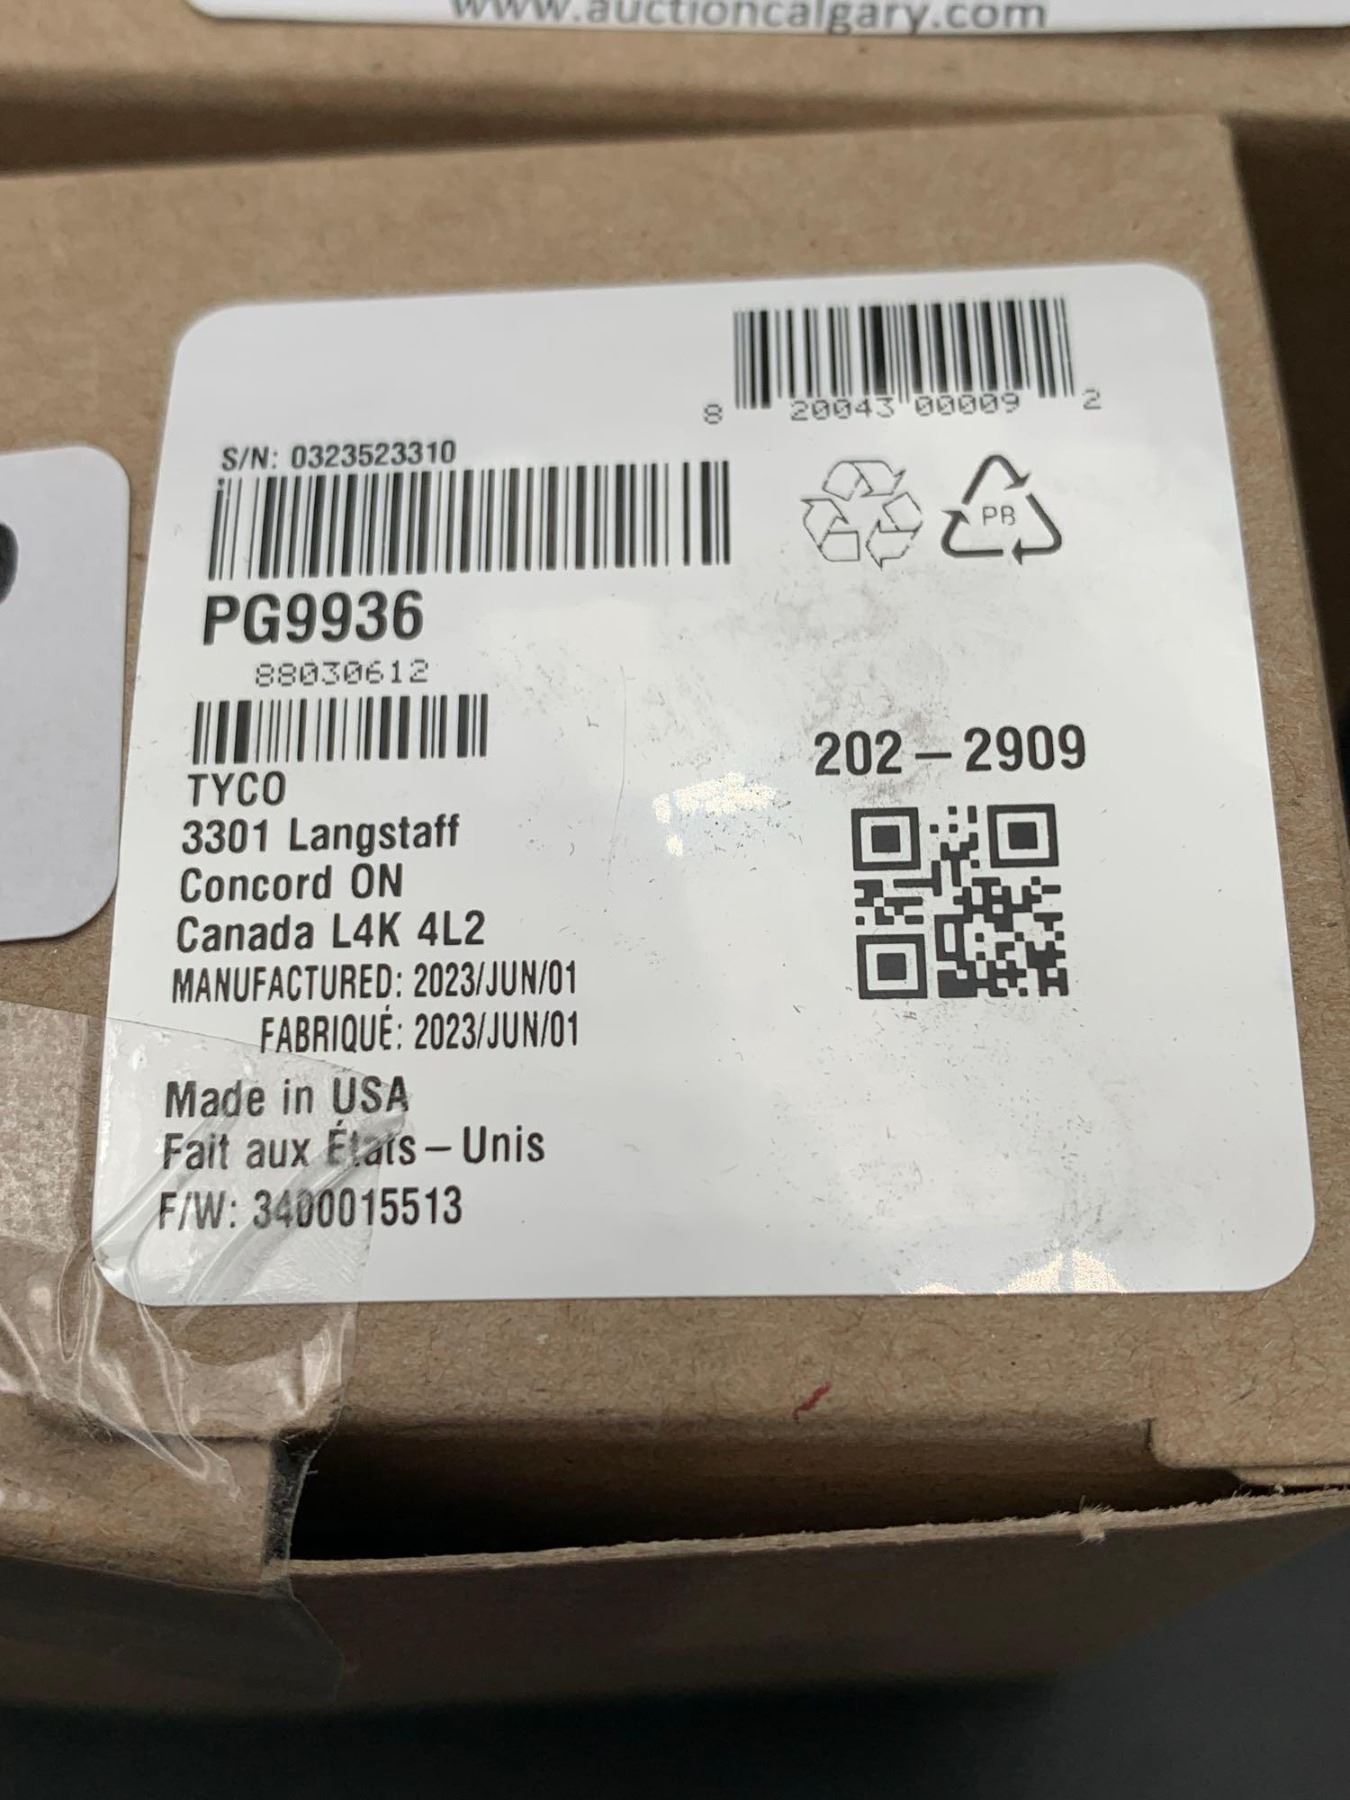 www.auctioncalgary.com
8 20043 00009 2
S/N: 0323523310
PB
PG9936
88030612
202-2909
TYCO
3301 Langstaff
Concord ON
Canada L4K 4L2
MANUFACTURED: 2023/JUN/01
FABRIQUÉ: 2023/JUN/01
Made in USA
Fait aux États-Unis
F/W: 3400015513